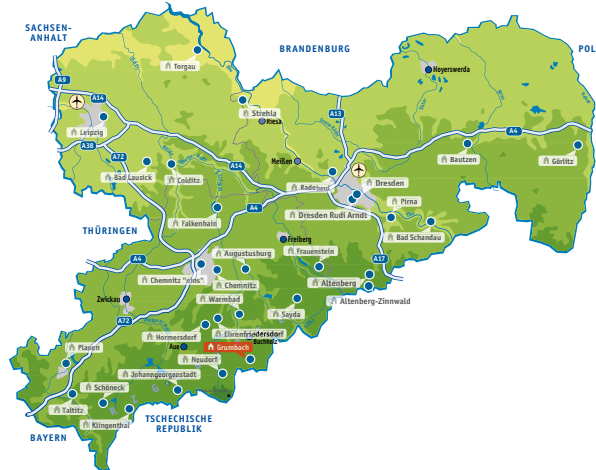 SACHSEN-
ANHALT
BRANDENBURG
POL
Torgau
Hoyerswerda
A9
A14
Strehla
Riesa
A13
Leipzig
A4
A38
A72
Meißen
Bautzen
Görlitz
A14
Bad Lausick
Colditz
Radebeul
Dresden
Pirna
A4
Dresden Rudi Arndt
Falkenhain
THÜRINGEN
Bad Schandau
Freiberg
Frauenstein
Augustusburg
A4
A17
Chemnitz "eins"
Chemnitz
Altenberg
Zwickau
Warmbad
Altenberg-Zinnwald
Sayda
A72
Hormersdorf
Ehrenfriedersdorf
Buchholz
Aue
Grumbach
Plauen
Neudorf
Johanngeorgenstadt
Schöneck
Taltitz
Klingenthal
TSCHECHISCHE
REPUBLIK
BAYERN